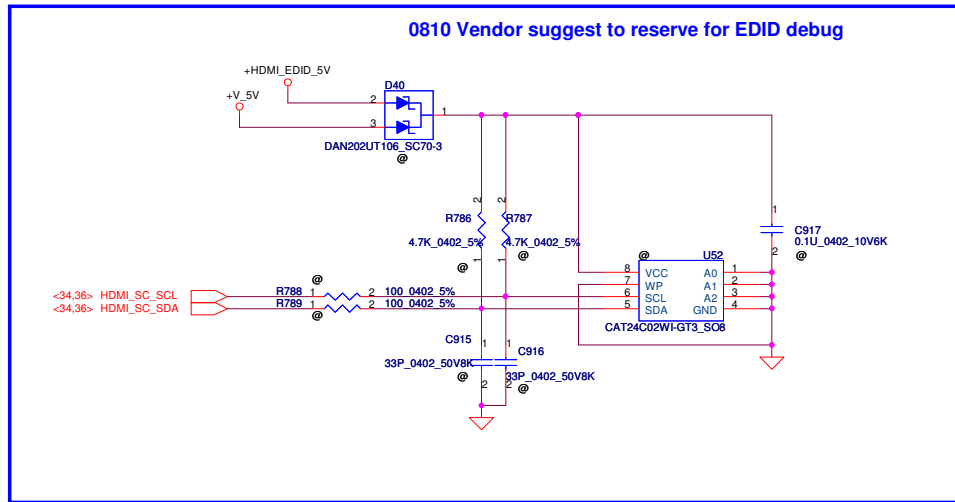 0810 Vendor suggest to reserve for EDID debug
+HDMI_EDID_5V
+V_5V
D40
2
1
3
DAN202UT106_SC70-3
@
2 2
R786 R787
4.7K_0402_5% 4.7K_0402_5%
1 1
@ @
1
C917
0.1U_0402_10V6K
2
@
@ U52
8 VCC A0 1
7 WP A1 2
6 SCL A2 3
5 SDA GND 4
CAT24C02WI-GT3_SO8
@
<34,36> HDMI_SC_SCL R788 1 2 100_0402_5%
<34,36> HDMI_SC_SDA R789 1 2 100_0402_5%
@
C915 1 1 C916
33P_0402_50V8K
@ 2 2 33P_0402_50V8K
@